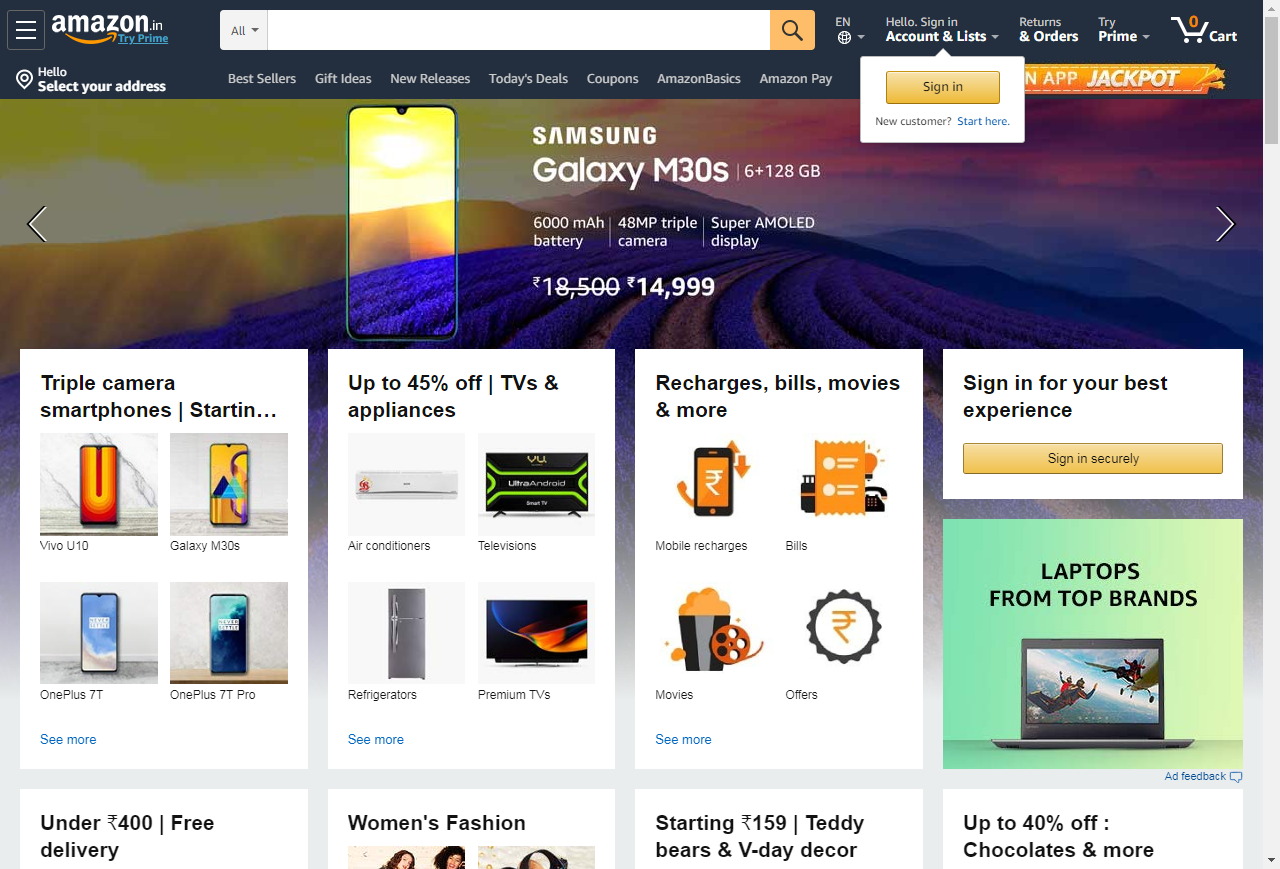 amazon.in
Try Prime
All
EN
Hello. Sign in
Account & Lists
Returns
& Orders
Try
Prime
0
Cart
Hello
Select your address
Best Sellers
Gift Ideas
New Releases
Today's Deals
Coupons
AmazonBasics
Amazon Pay
N APP JACKPOT
Sign in
New customer? Start here.
SAMSUNG
Galaxy M30s | 6+128 GB
6000 mAh battery
48MP triple camera
Super AMOLED display
₹18,500 ₹14,999
Triple camera
smartphones | Startin…
Vivo U10
Galaxy M30s
OnePlus 7T
OnePlus 7T Pro
See more
Up to 45% off | TVs &
appliances
VU
UltraAndroid
Smart TV
Air conditioners
Televisions
Refrigerators
Premium TVs
See more
Recharges, bills, movies
& more
Mobile recharges
Bills
Movies
Offers
See more
Sign in for your best
experience
Sign in securely
LAPTOPS
FROM TOP BRANDS
Ad feedback
Under ₹400 | Free
delivery
Women's Fashion
Starting ₹159 | Teddy
bears & V-day decor
Up to 40% off :
Chocolates & more